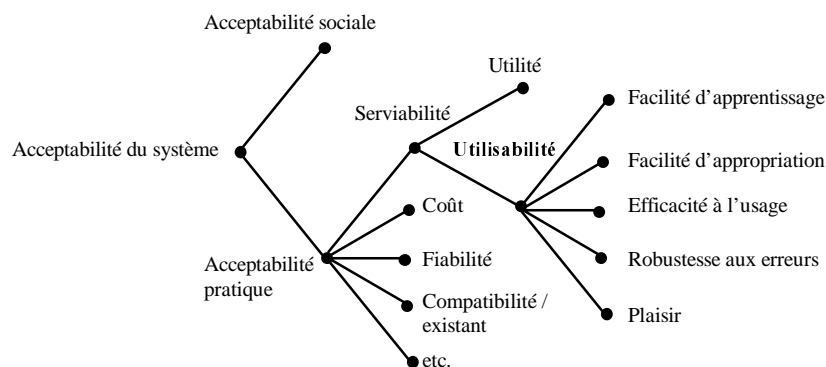 Acceptabilité sociale
Utilité
Facilité d'apprentissage
Serviabilité
Acceptabilité du système
Utilisabilité
Facilité d'appropriation
Coût
Efficacité à l'usage
Acceptabilité
pratique
Fiabilité
Robustesse aux erreurs
Compatibilité /
existant
Plaisir
etc.